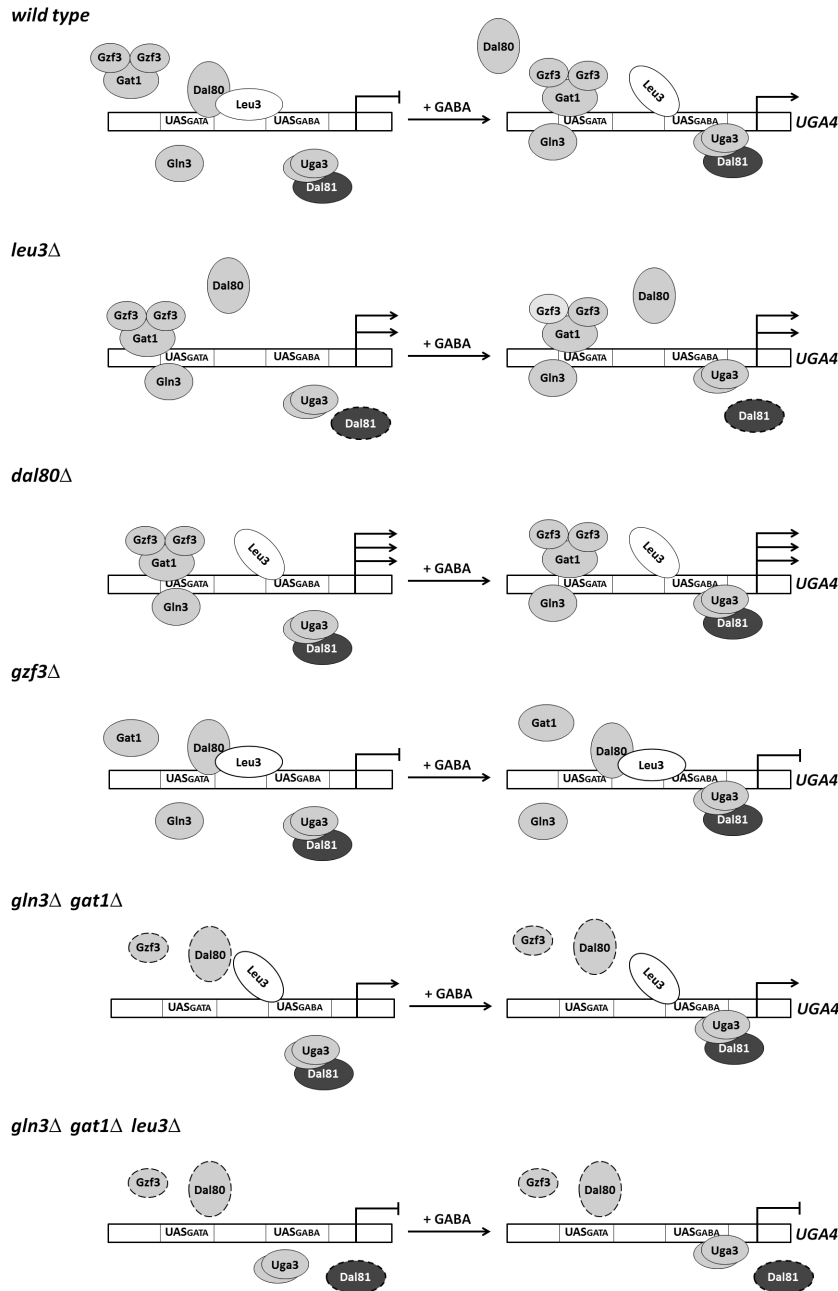 wild type
Gzf3 Gzf3
Gat1
Dal80
Leu3
UASGATA UASGABA
Gln3
Uga3
Dal81
+ GABA
Dal80
Gzf3 Gzf3
Gat1
Leu3
UASGATA UASGABA
UGA4
Gln3
Uga3
Dal81
leu3Δ
Dal80
Gzf3 Gzf3
Gat1
UASGATA UASGABA
Gln3
Uga3
Dal81
+ GABA
Dal80
Gzf3 Gzf3
Gat1
UASGATA UASGABA
UGA4
Gln3
Uga3
Dal81
dal80Δ
Gzf3 Gzf3
Gat1
Leu3
UASGATA UASGABA
Gln3
Uga3
Dal81
+ GABA
Gzf3 Gzf3
Gat1
Leu3
UASGATA UASGABA
UGA4
Gln3
Uga3
Dal81
gzf3Δ
Gat1
Dal80
Leu3
UASGATA UASGABA
Gln3
Uga3
Dal81
+ GABA
Gat1
Dal80
Leu3
UASGATA UASGABA
UGA4
Gln3
Uga3
Dal81
gln3Δ gat1Δ
Gzf3
Dal80
Leu3
UASGATA UASGABA
Uga3
Dal81
+ GABA
Gzf3
Dal80
Leu3
UASGATA UASGABA
UGA4
Uga3
Dal81
gln3Δ gat1Δ leu3Δ
Gzf3
Dal80
UASGATA UASGABA
Uga3
Dal81
+ GABA
Gzf3
Dal80
UASGATA UASGABA
UGA4
Uga3
Dal81